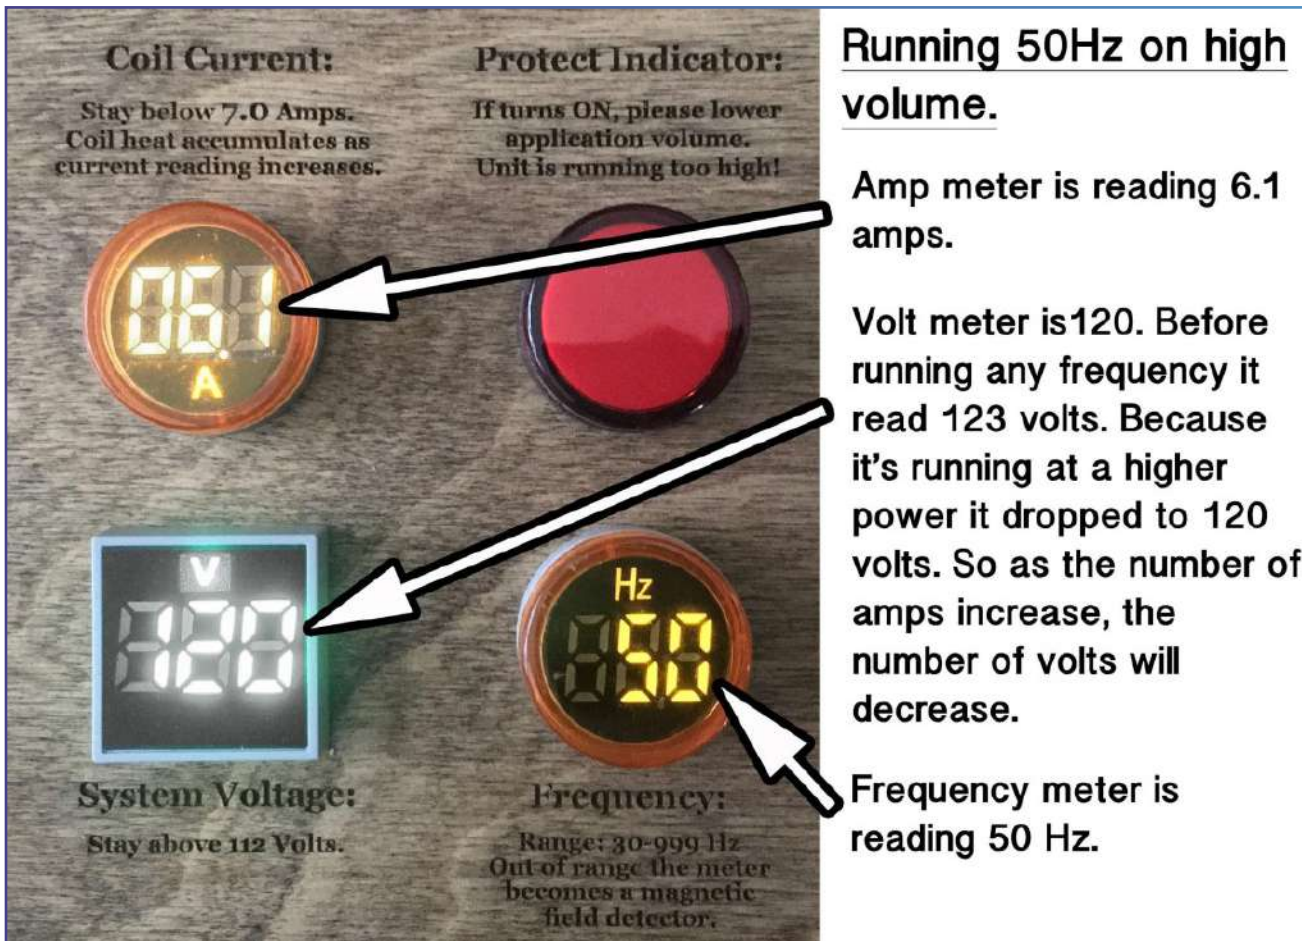 Coil Current:
Stay below 7.0 Amps.
Coil heat accumulates as
current reading increases.
06.1
A
Protect Indicator:
If turns ON, please lower
application volume.
Unit is running too high!
V
120
System Voltage:
Stay above 112 Volts.
Hz
50
Frequency:
Range: 30-999 Hz
Out of range the meter
becomes a magnetic
field detector.
Running 50Hz on high
volume.
Amp meter is reading 6.1
amps.
Volt meter is120. Before
running any frequency it
read 123 volts. Because
it's running at a higher
power it dropped to 120
volts. So as the number of
amps increase, the
number of volts will
decrease.
Frequency meter is
reading 50 Hz.